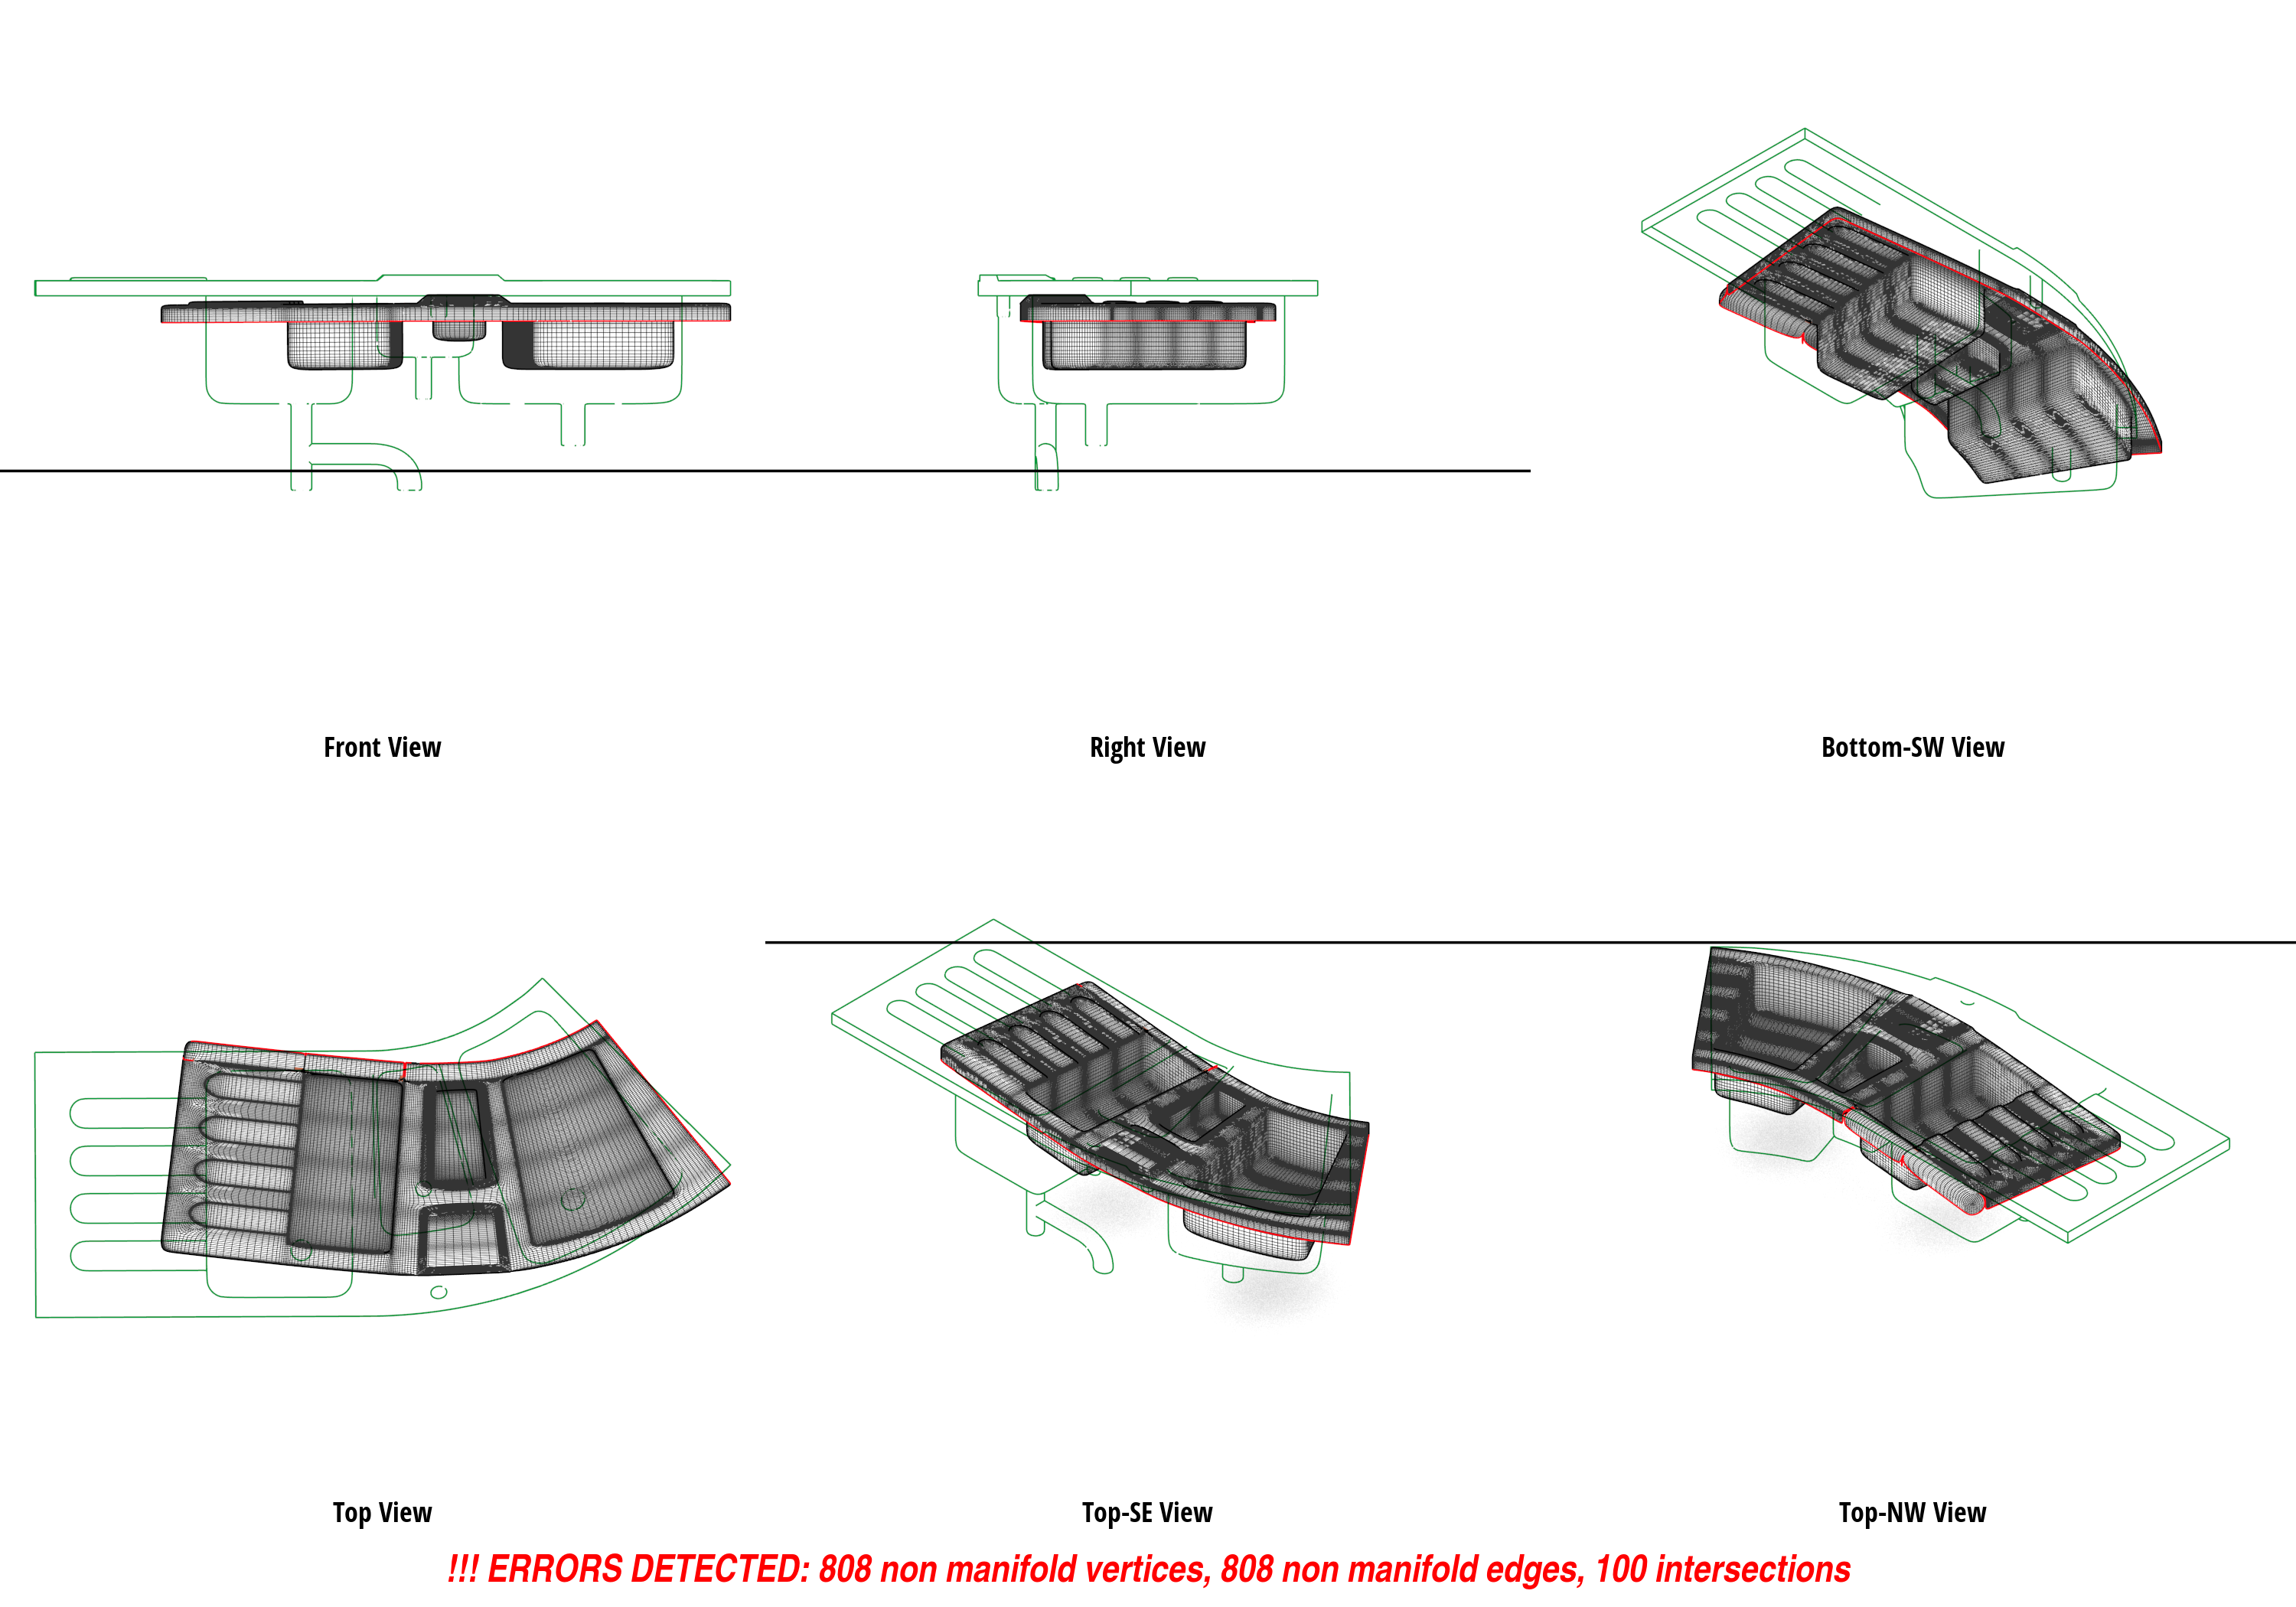 Front View
Right View
Bottom-SW View
Top View
Top-SE View
Top-NW View
!!! ERRORS DETECTED: 808 non manifold vertices, 808 non manifold edges, 100 intersections